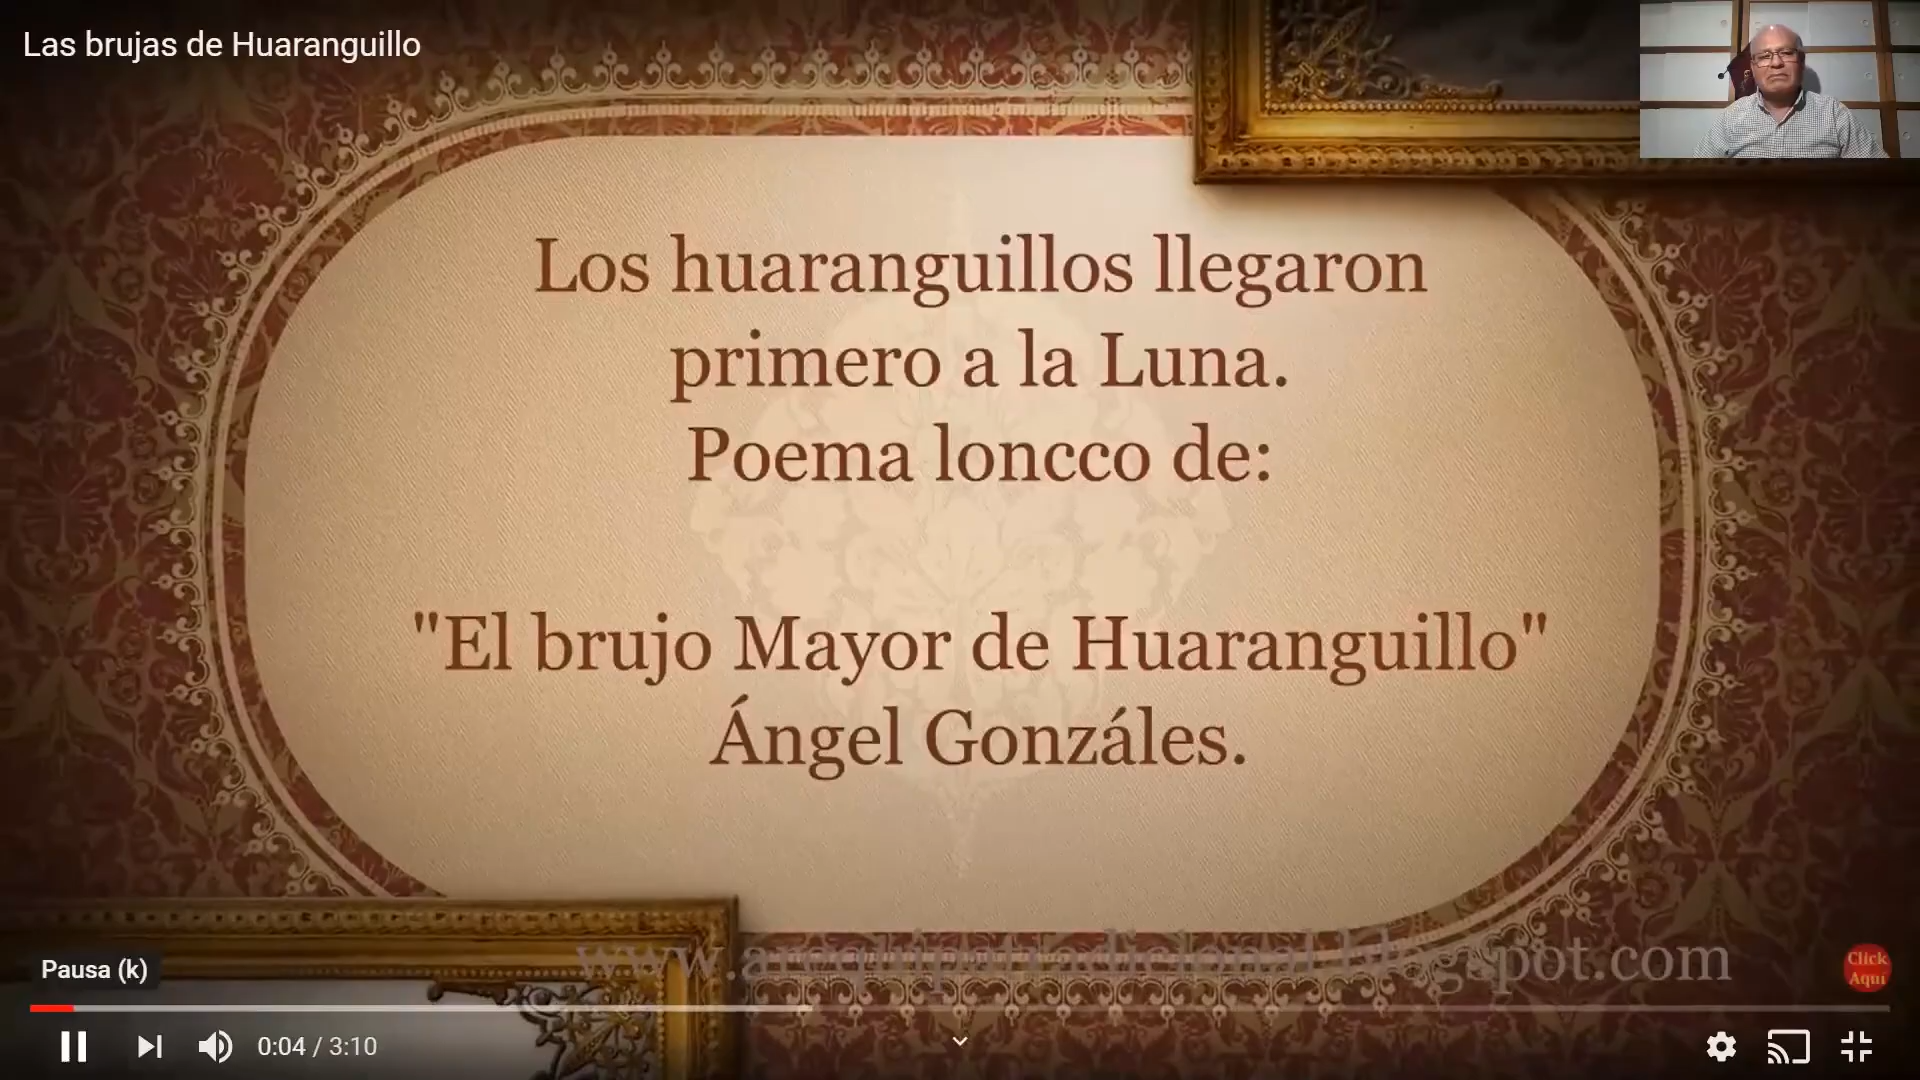 Las brujas de Huaranguillo
Los huaranguillos llegaron
primero a la Luna.
Poema loncco de:
"El brujo Mayor de Huaranguillo"
Ángel Gonzáles.
www.arequipatradicional.blogspot.com
Click
Aquí
Pausa (k)
0:04 / 3:10